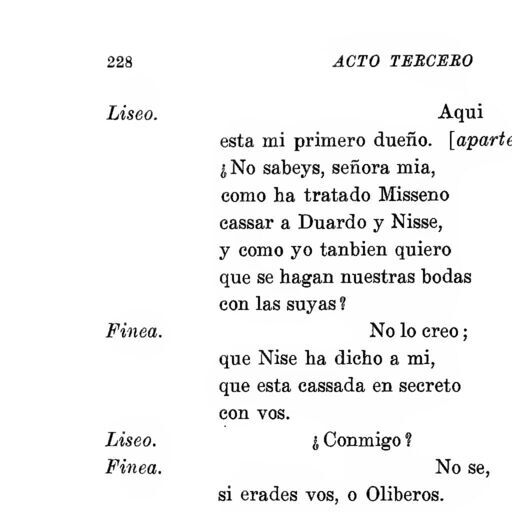 228 ACTO TERCERO
Liseo. Aqui
esta mi primero dueño. [aparte
¿No sabeys, señora mia,
como ha tratado Misseno
cassar a Duardo y Nisse,
y como yo tanbien quiero
que se hagan nuestras bodas
con las suyas?
Finea. No lo creo;
que Nise ha dicho a mi,
que esta cassada en secreto
con vos.
Liseo. ¿Conmigo?
Finea. No se,
si erades vos, o Oliberos.